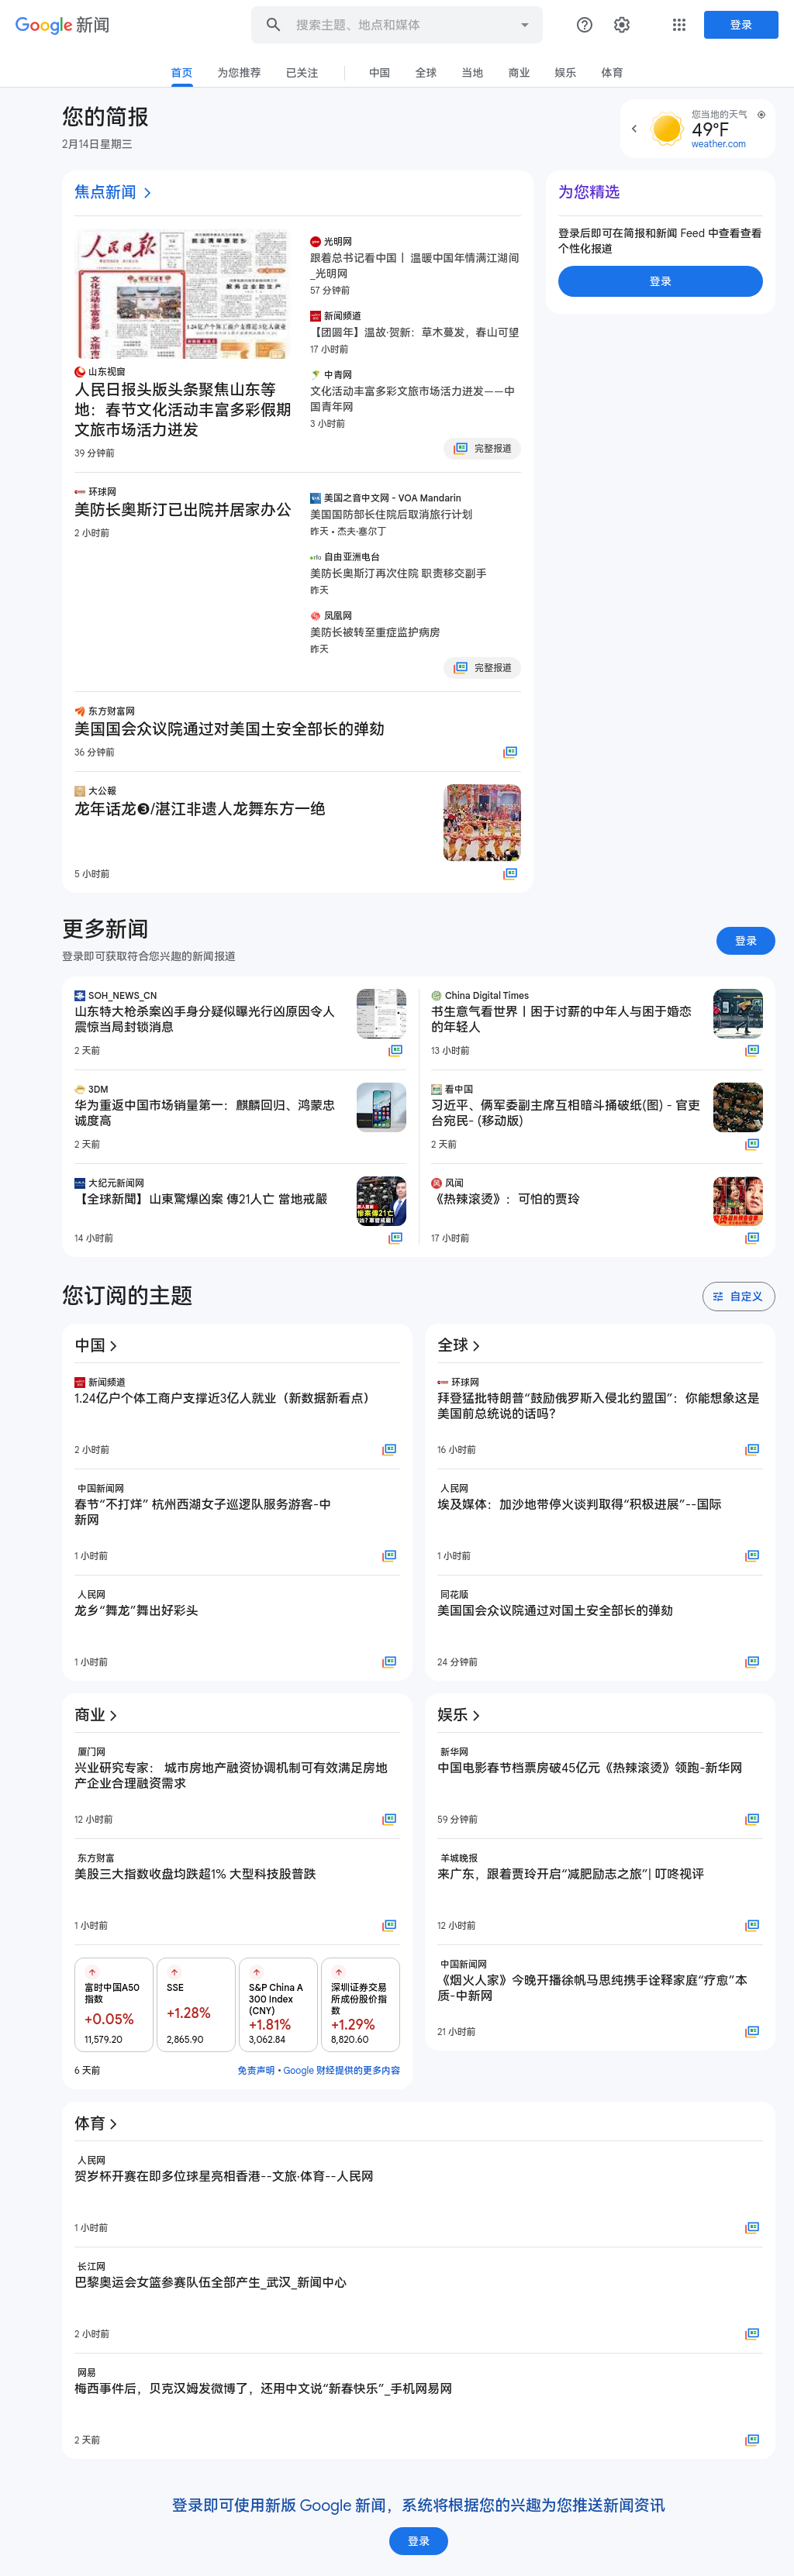 Google 新闻
搜索主题、地点和媒体
登录
首页
为您推荐
已关注
中国
全球
当地
商业
娱乐
体育
您的简报
2月14日星期三
您当地的天气
49°F
weather.com
焦点新闻
人民日报
山东视窗
人民日报头版头条聚焦山东等
地：春节文化活动丰富多彩假期
文旅市场活力迸发
39 分钟前
光明网
跟着总书记看中国丨 温暖中国年情满江湖间
_光明网
57 分钟前
新闻频道
【团圆年】温故·贺新：草木蔓发，春山可望
17 小时前
中青网
文化活动丰富多彩文旅市场活力迸发——中
国青年网
3 小时前
完整报道
为您精选
登录后即可在简报和新闻 Feed 中查看查看
个性化报道
登录
环球网
美防长奥斯汀已出院并居家办公
2 小时前
美国之音中文网 - VOA Mandarin
美国国防部长住院后取消旅行计划
昨天 • 杰夫·塞尔丁
自由亚洲电台
美防长奥斯汀再次住院 职责移交副手
昨天
凤凰网
美防长被转至重症监护病房
昨天
完整报道
东方财富网
美国国会众议院通过对美国土安全部长的弹劾
36 分钟前
大公報
龙年话龙❸/湛江非遗人龙舞东方一绝
5 小时前
更多新闻
登录即可获取符合您兴趣的新闻报道
登录
SOH_NEWS_CN
山东特大枪杀案凶手身分疑似曝光行凶原因令人
震惊当局封锁消息
2 天前
China Digital Times
书生意气看世界丨困于讨薪的中年人与困于婚恋
的年轻人
13 小时前
3DM
华为重返中国市场销量第一：麒麟回归、鸿蒙忠
诚度高
2 天前
看中国
习近平、俩军委副主席互相暗斗捅破纸(图) - 官吏
台宛民- (移动版)
2 天前
大纪元新闻网
【全球新聞】山東驚爆凶案 傳21人亡 當地戒嚴
14 小时前
风闻
《热辣滚烫》：可怕的贾玲
17 小时前
您订阅的主题
自定义
中国
新闻频道
1.24亿户个体工商户支撑近3亿人就业（新数据新看点）
2 小时前
中国新闻网
春节“不打烊” 杭州西湖女子巡逻队服务游客-中
新网
1 小时前
人民网
龙乡“舞龙”舞出好彩头
1 小时前
全球
环球网
拜登猛批特朗普“鼓励俄罗斯入侵北约盟国”：你能想象这是
美国前总统说的话吗？
16 小时前
人民网
埃及媒体：加沙地带停火谈判取得“积极进展”--国际
1 小时前
同花顺
美国国会众议院通过对国土安全部长的弹劾
24 分钟前
商业
厦门网
兴业研究专家： 城市房地产融资协调机制可有效满足房地
产企业合理融资需求
12 小时前
东方财富
美股三大指数收盘均跌超1% 大型科技股普跌
1 小时前
富时中国A50
指数
+0.05%
11,579.20
SSE
+1.28%
2,865.90
S&P China A
300 Index
(CNY)
+1.81%
3,062.84
深圳证券交易
所成份股价指
数
+1.29%
8,820.60
6 天前
免责声明 • Google 财经提供的更多内容
娱乐
新华网
中国电影春节档票房破45亿元《热辣滚烫》领跑-新华网
59 分钟前
羊城晚报
来广东，跟着贾玲开启“减肥励志之旅”| 叮咚视评
12 小时前
中国新闻网
《烟火人家》今晚开播徐帆马思纯携手诠释家庭“疗愈”本
质-中新网
21 小时前
体育
人民网
贺岁杯开赛在即多位球星亮相香港--文旅·体育--人民网
1 小时前
长江网
巴黎奥运会女篮参赛队伍全部产生_武汉_新闻中心
2 小时前
网易
梅西事件后，贝克汉姆发微博了，还用中文说“新春快乐”_手机网易网
2 天前
登录即可使用新版 Google 新闻，系统将根据您的兴趣为您推送新闻资讯
登录